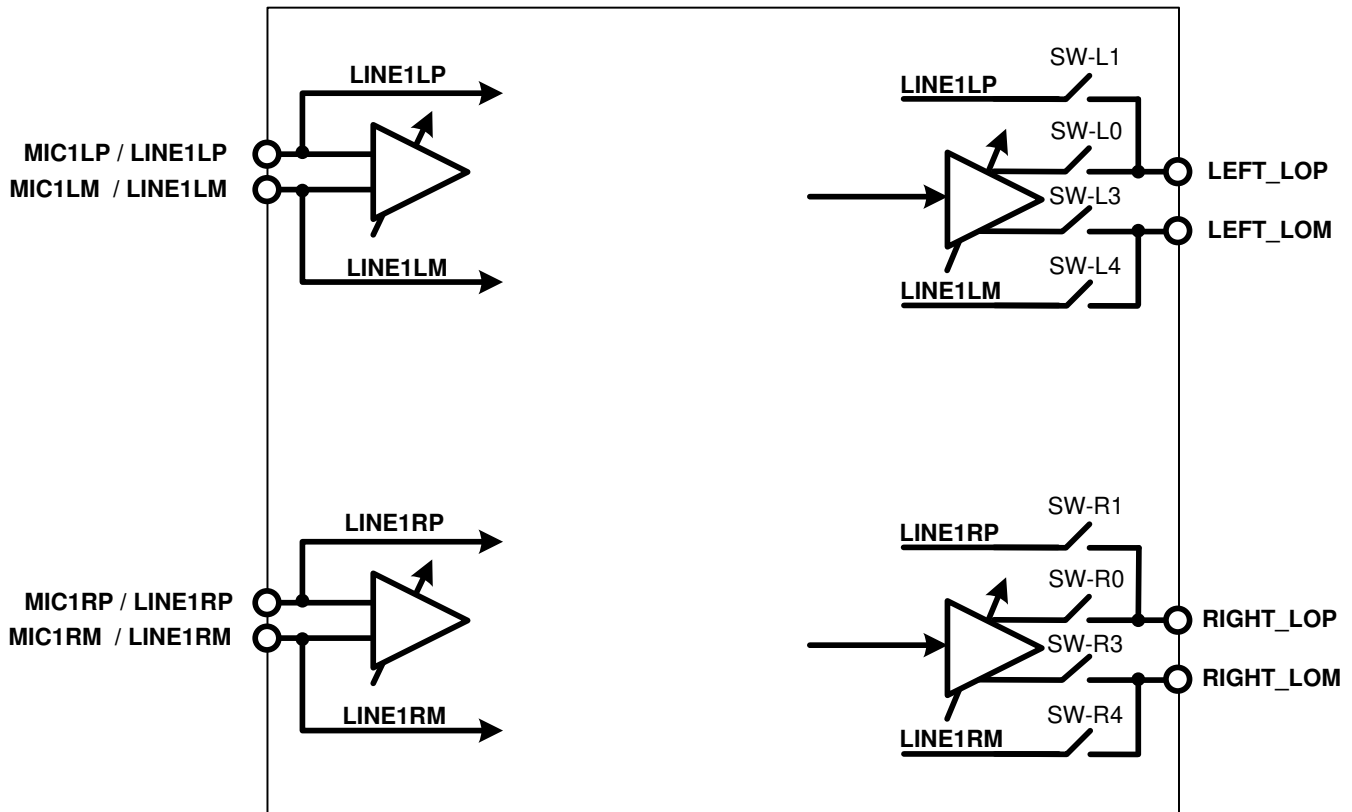 LINE1LP
MIC1LP / LINE1LP
MIC1LM / LINE1LM
LINE1LM
SW-L1
LINE1LP
SW-L0
LEFT_LOP
SW-L3
LEFT_LOM
SW-L4
LINE1LM
LINE1RP
MIC1RP / LINE1RP
MIC1RM / LINE1RM
LINE1RM
SW-R1
LINE1RP
SW-R0
RIGHT_LOP
SW-R3
RIGHT_LOM
SW-R4
LINE1RM